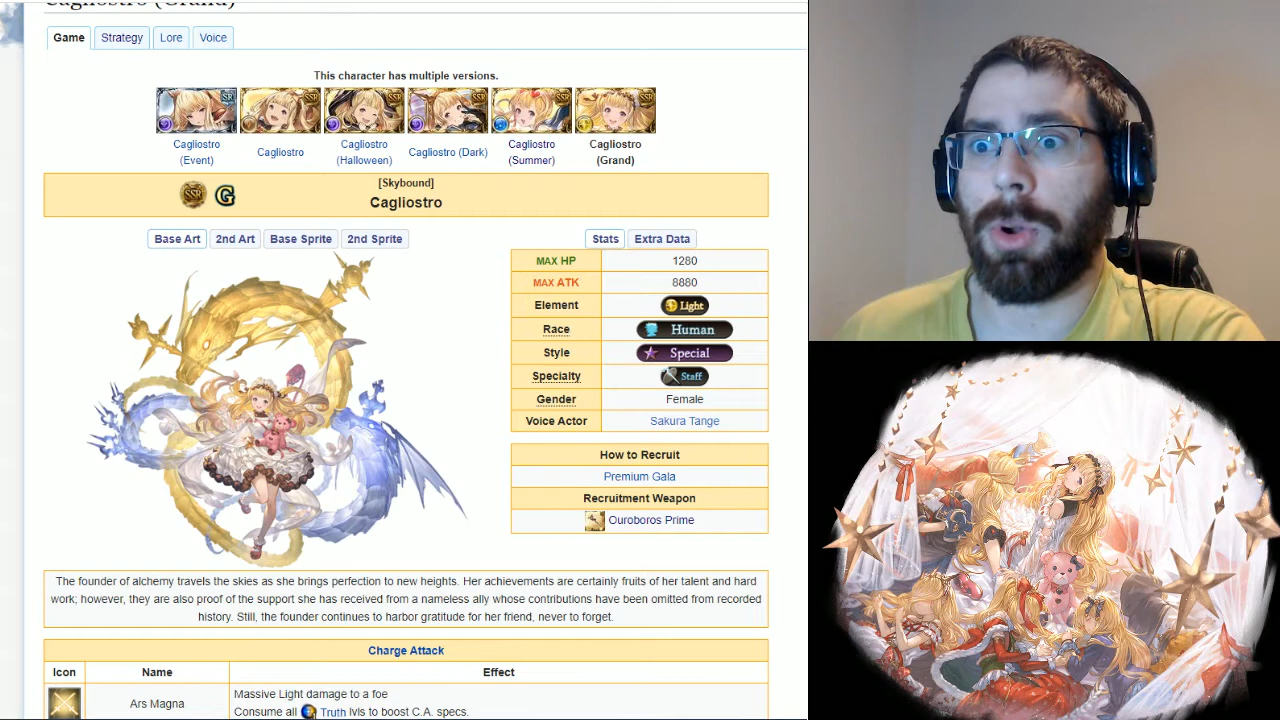 Cagliostro (Grand)
Game Strategy Lore Voice
This character has multiple versions.
SR SSR SSR SSR SSR SSR
Cagliostro (Event)
Cagliostro
Cagliostro (Halloween)
Cagliostro (Dark)
Cagliostro (Summer)
Cagliostro (Grand)
SSR G
[Skybound]
Cagliostro
Base Art 2nd Art Base Sprite 2nd Sprite
Stats Extra Data
MAX HP 1280
MAX ATK 8880
Element Light
Race Human
Style Special
Specialty Staff
Gender Female
Voice Actor Sakura Tange
How to Recruit
Premium Gala
Recruitment Weapon
Ouroboros Prime
The founder of alchemy travels the skies as she brings perfection to new heights. Her achievements are certainly fruits of her talent and hard
work; however, they are also proof of the support she has received from a nameless ally whose contributions have been omitted from recorded
history. Still, the founder continues to harbor gratitude for her friend, never to forget.
Charge Attack
Icon Name Effect
Ars Magna
Massive Light damage to a foe
Consume all Truth lvls to boost C.A. specs.